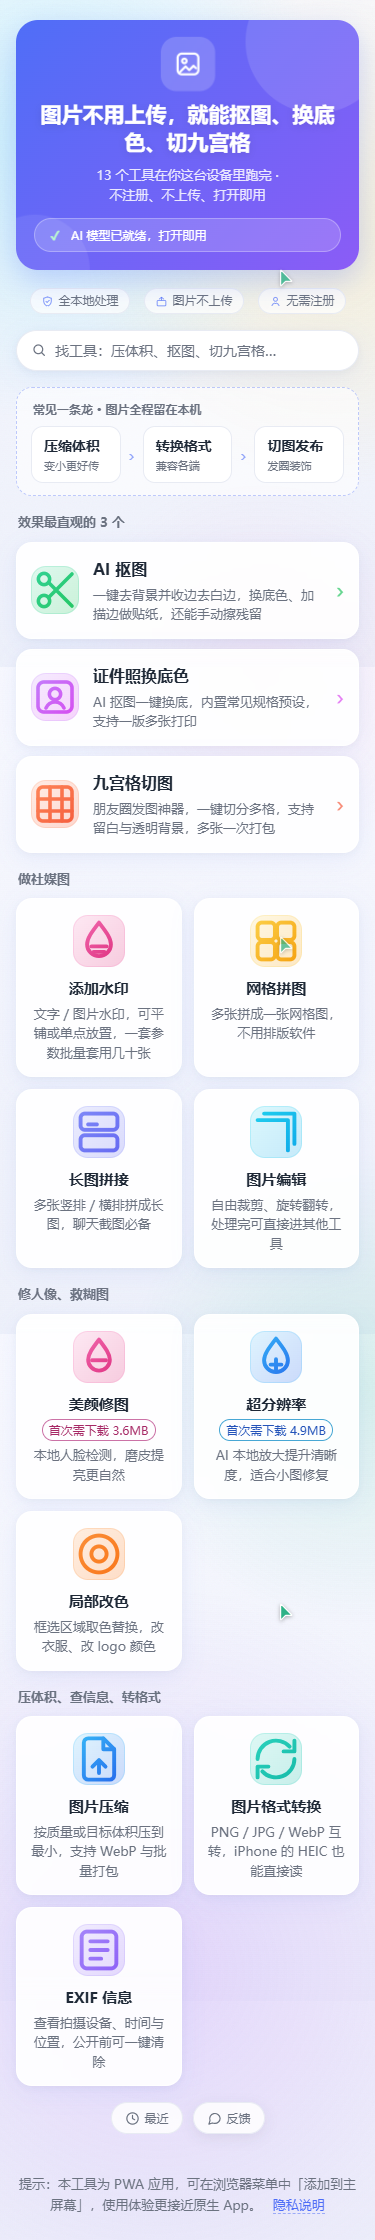 图片不用上传，就能抠图、换底
色、切九宫格
13 个工具在你这台设备里跑完 ·
不注册、不上传、打开即用
✓ AI 模型已就绪，打开即用
全本地处理 图片不上传 无需注册
找工具：压体积、抠图、切九宫格...
常见一条龙 • 图片全程留在本机
压缩体积 › 转换格式 › 切图发布
变小更好传 兼容各端 发圈装饰
效果最直观的 3 个
AI 抠图
一键去背景并收边去白边，换底色、加
描边做贴纸，还能手动擦残留
证件照换底色
AI 抠图一键换底，内置常见规格预设，
支持一版多张打印
九宫格切图
朋友圈发图神器，一键切分多格，支持
留白与透明背景，多张一次打包
做社媒图
添加水印
文字 / 图片水印，可平
铺或单点放置，一套参
数批量套用几十张
网格拼图
多张拼成一张网格图，
不用排版软件
长图拼接
多张竖排 / 横排拼成长
图，聊天截图必备
图片编辑
自由裁剪、旋转翻转，
处理完可直接进其他工
具
修人像、救糊图
美颜修图
首次需下载 3.6MB
本地人脸检测，磨皮提
亮更自然
超分辨率
首次需下载 4.9MB
AI 本地放大提升清晰
度，适合小图修复
局部改色
框选区域取色替换，改
衣服、改 logo 颜色
压体积、查信息、转格式
图片压缩
按质量或目标体积压到
最小，支持 WebP 与批
量打包
图片格式转换
PNG / JPG / WebP 互
转，iPhone 的 HEIC 也
能直接读
EXIF 信息
查看拍摄设备、时间与
位置，公开前可一键清
除
最近 反馈
提示：本工具为 PWA 应用，可在浏览器菜单中「添加到主
屏幕」，使用体验更接近原生 App。 隐私说明